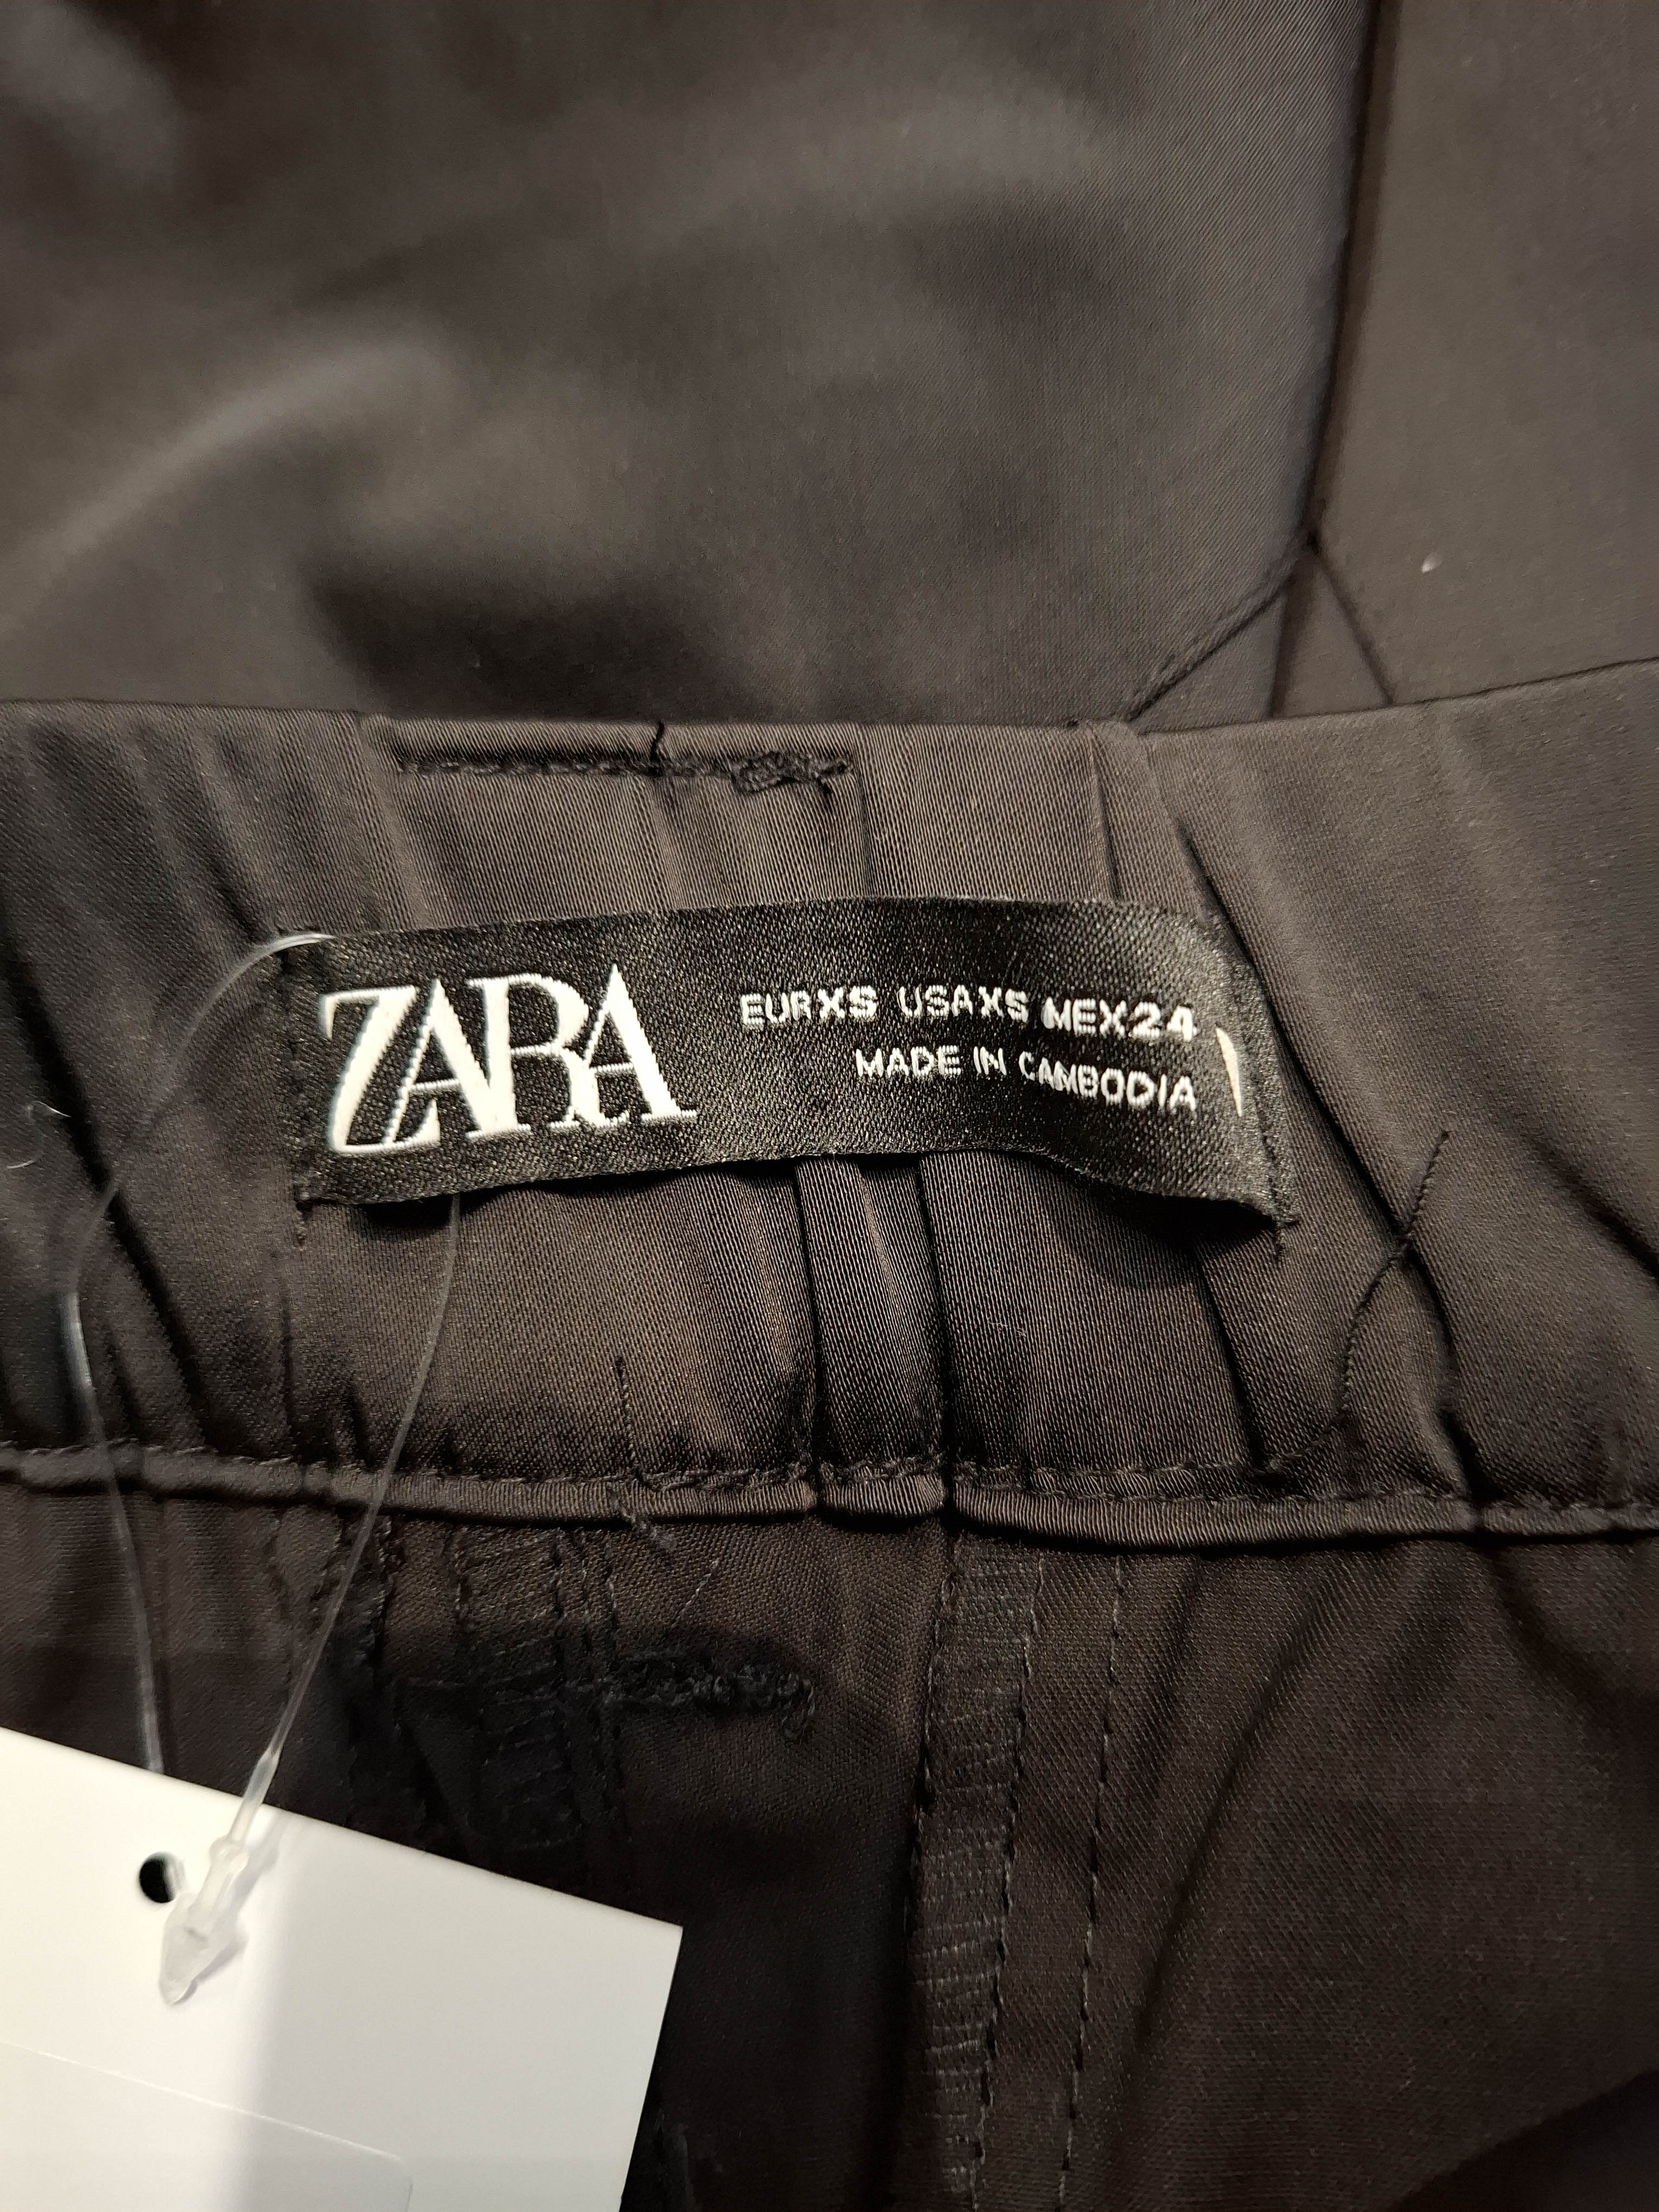 ZARA
EUR XS USA XS MEX 24
MADE IN CAMBODIA